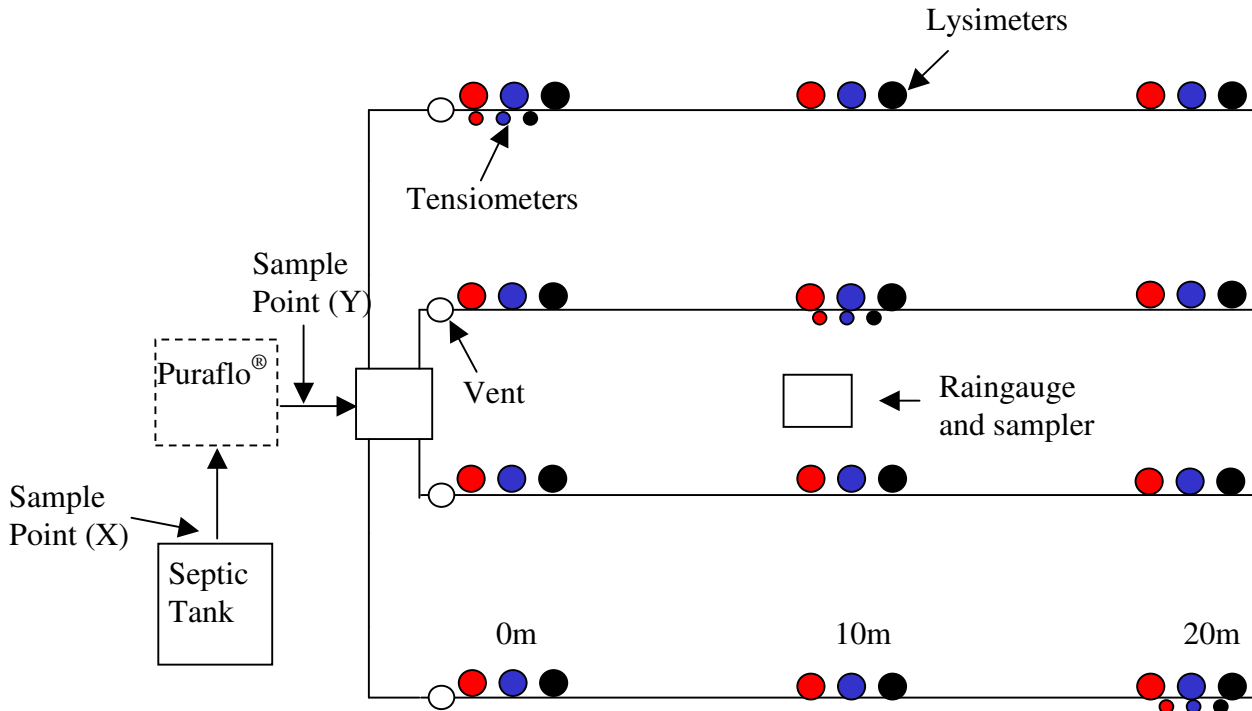 Lysimeters
Tensiometers
Sample
Point (Y)
Puraflo®
Vent
Raingauge
and sampler
Sample
Point (X)
Septic
Tank
0m
10m
20m